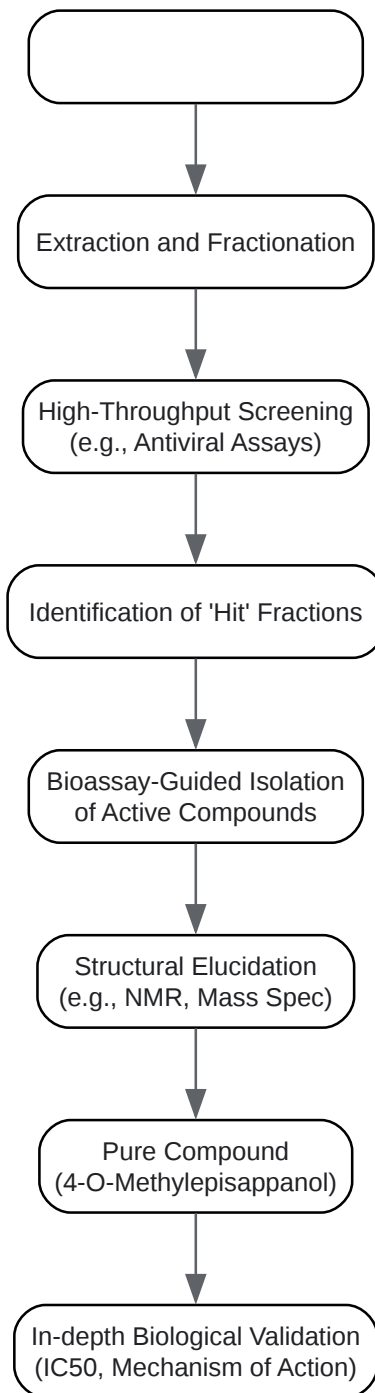 Extraction and Fractionation
High-Throughput Screening
(e.g., Antiviral Assays)
Identification of 'Hit' Fractions
Bioassay-Guided Isolation
of Active Compounds
Structural Elucidation
(e.g., NMR, Mass Spec)
Pure Compound
(4-O-Methylepisappanol)
In-depth Biological Validation
(IC50, Mechanism of Action)